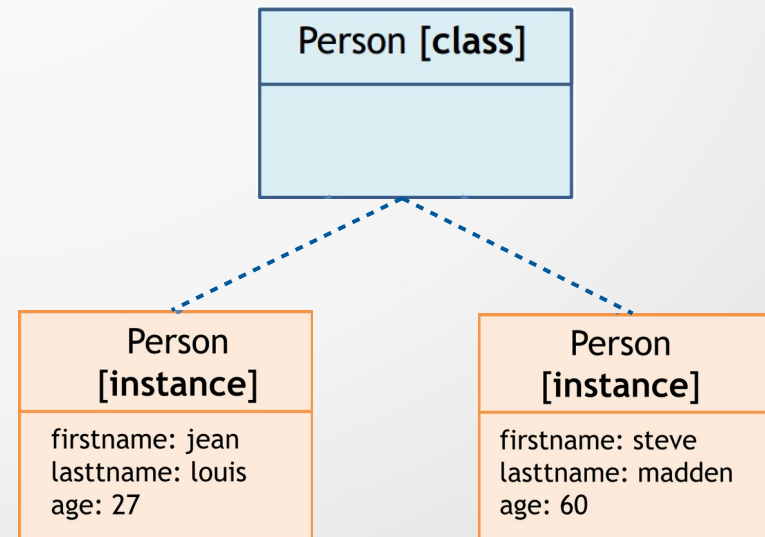 Person [class]
Person
[instance]
firstname: jean
lasttname: louis
age: 27
Person
[instance]
firstname: steve
lasttname: madden
age: 60